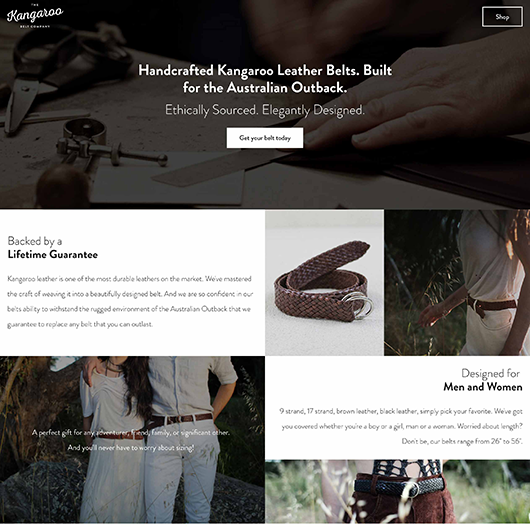 THE
Kangaroo
BELT COMPANY
Shop
Handcrafted Kangaroo Leather Belts. Built
for the Australian Outback.
Ethically Sourced. Elegantly Designed.
Get your belt today
Backed by a
Lifetime Guarantee
Kangaroo leather is one of the most durable leathers on the market. We've mastered
the craft of weaving it into a beautifully designed belt. And we are so confident in our
belts ability to withstand the rugged environment of the Australian Outback that we
guarantee to replace any belt that you can outlast.
Designed for
Men and Women
9 strand, 17 strand, brown leather, black leather, simply pick your favorite. We've got
you covered whether you're a boy or a girl, man or a woman. Worried about length?
Don't be, our belts range from 26" to 56".
A perfect gift for any adventurer, friend, family, or significant other.
And you'll never have to worry about sizing!